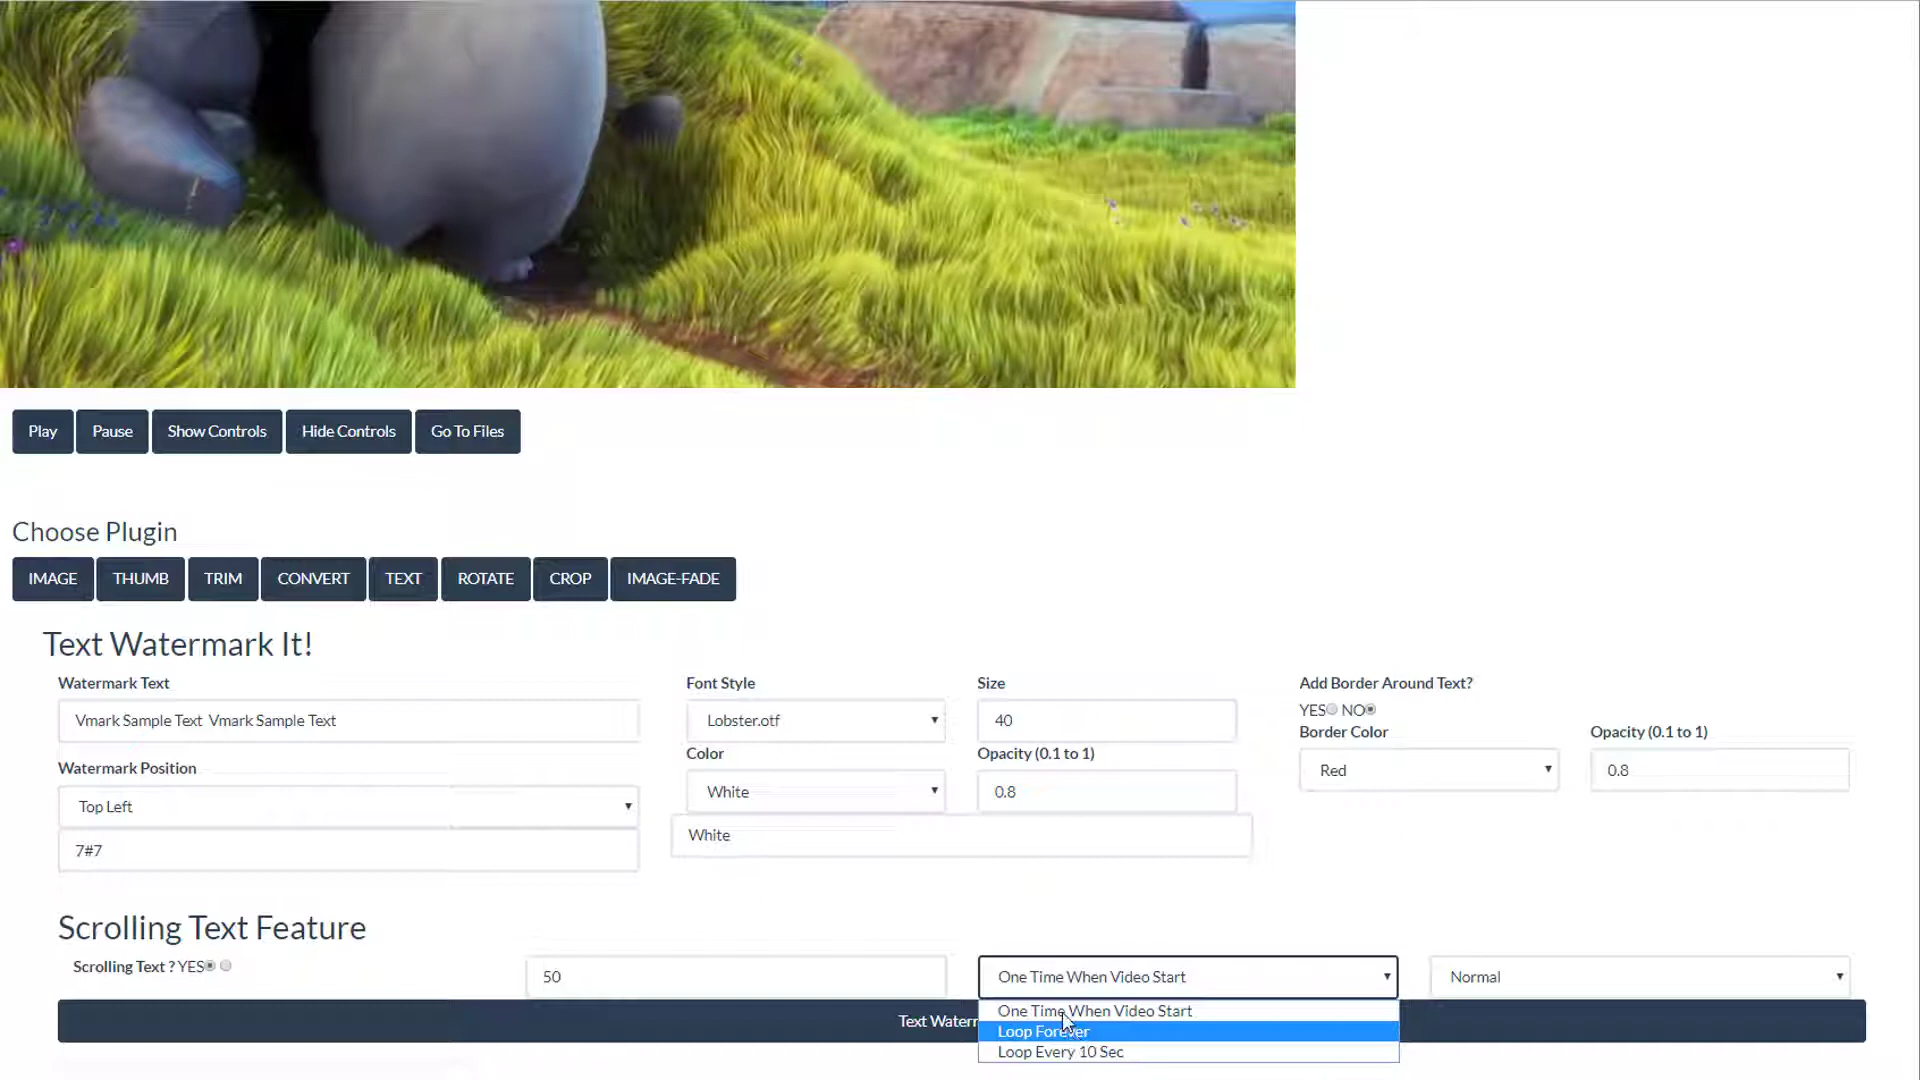 Play Pause Show Controls Hide Controls Go To Files
Choose Plugin
IMAGE THUMB TRIM CONVERT TEXT ROTATE CROP IMAGE-FADE
Text Watermark It!
Watermark Text Font Style Size Add Border Around Text?
Vmark Sample Text Vmark Sample Text Lobster.otf 40 YES NO
Border Color Opacity (0.1 to 1)
Color Opacity (0.1 to 1)
Watermark Position Red 0.8
Top Left White 0.8
7#7 White
Scrolling Text Feature
Scrolling Text ? YES 50 One Time When Video Start Normal
One Time When Video Start
Text Loop Forever
Loop Every 10 Sec